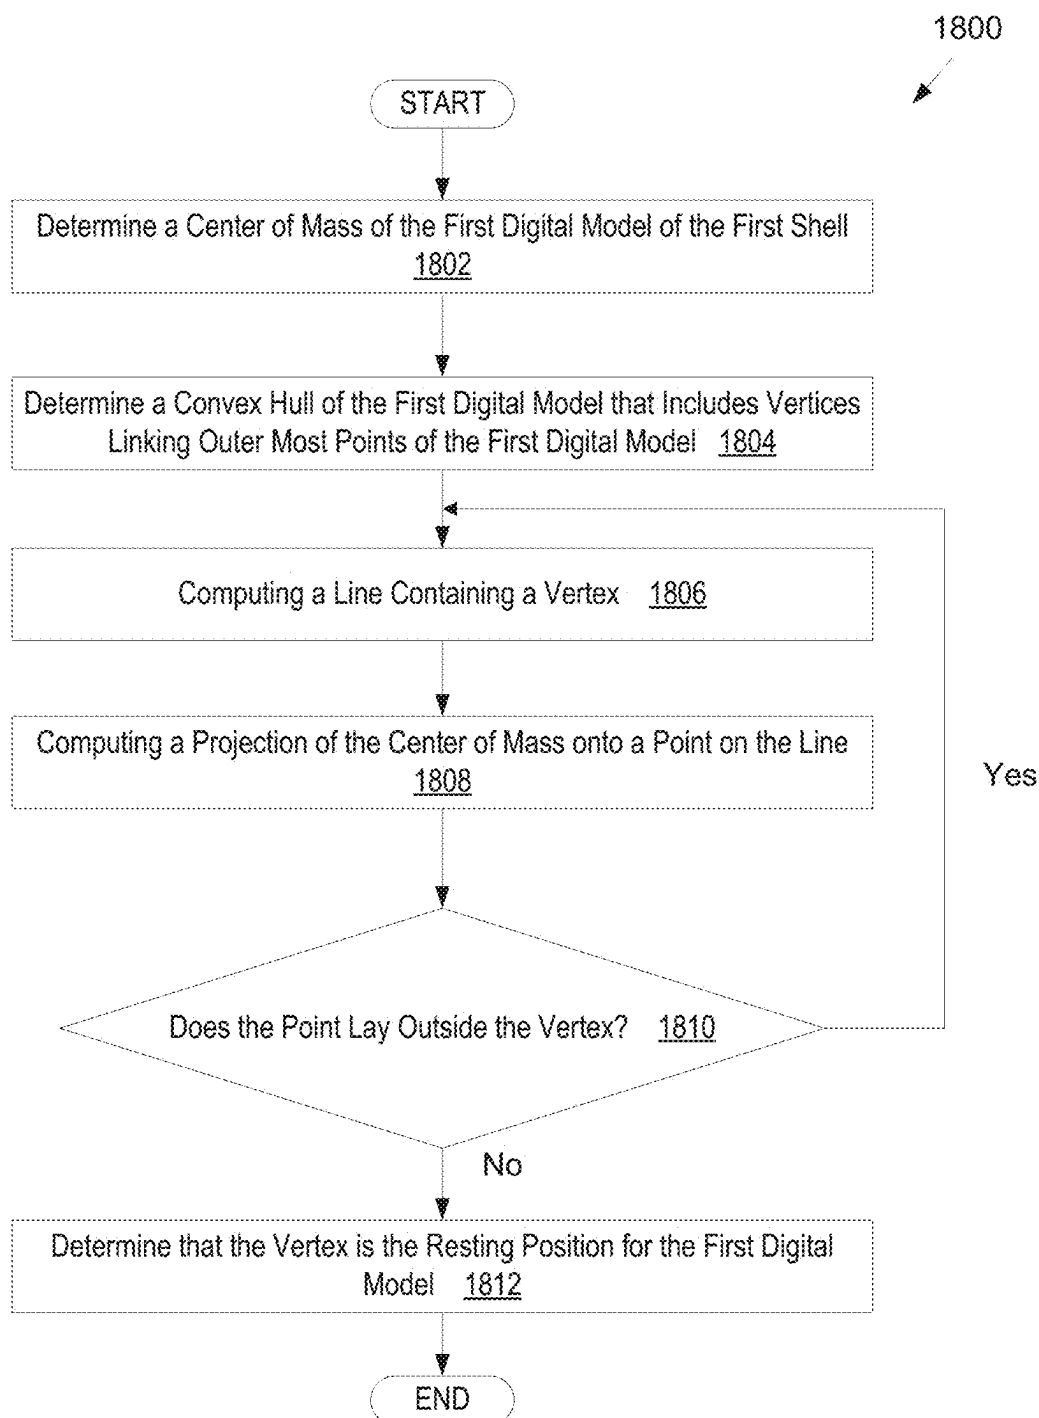 1800
START
Determine a Center of Mass of the First Digital Model of the First Shell
1802
Determine a Convex Hull of the First Digital Model that Includes Vertices
Linking Outer Most Points of the First Digital Model 1804
Computing a Line Containing a Vertex 1806
Computing a Projection of the Center of Mass onto a Point on the Line
1808
Yes
Does the Point Lay Outside the Vertex? 1810
No
Determine that the Vertex is the Resting Position for the First Digital
Model 1812
END